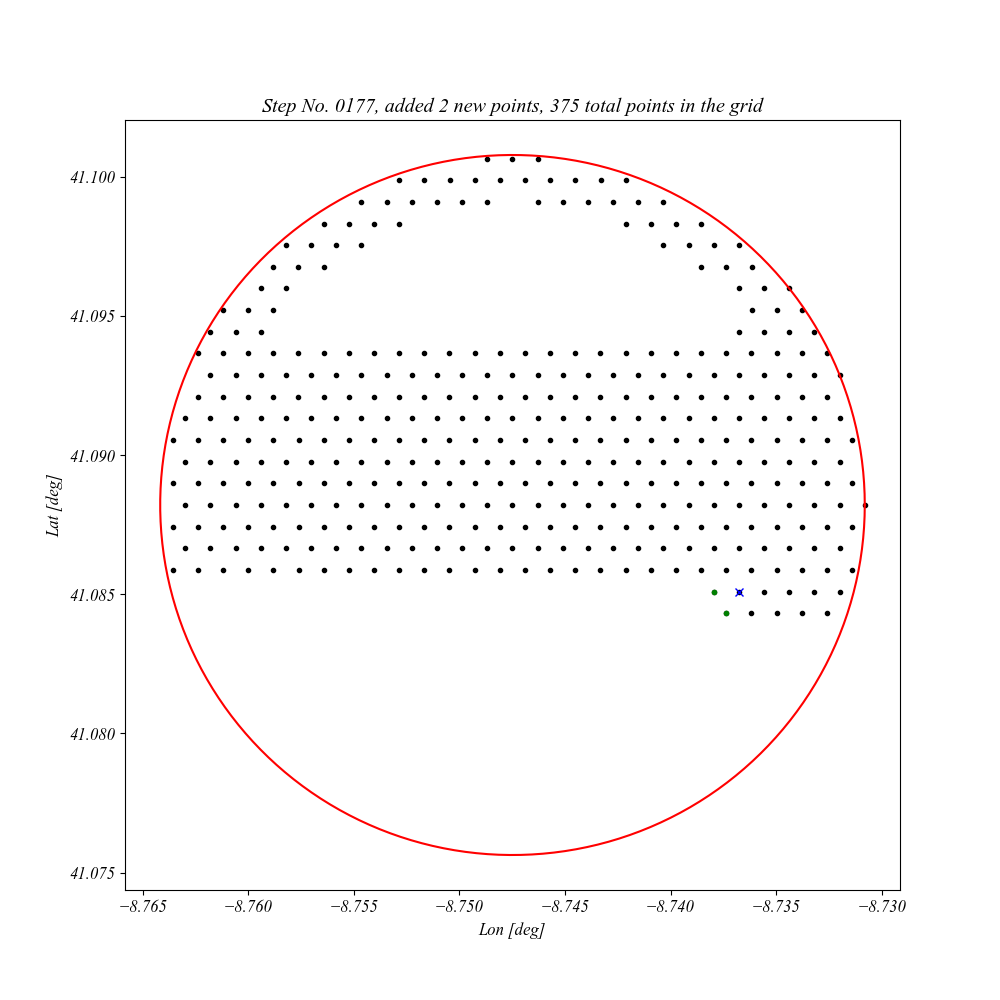 Step No. 0177, added 2 new points, 375 total points in the grid
41.100
41.095
41.090
41.085
41.080
41.075
Lat [deg]
−8.765 −8.760 −8.755 −8.750 −8.745 −8.740 −8.735 −8.730
Lon [deg]